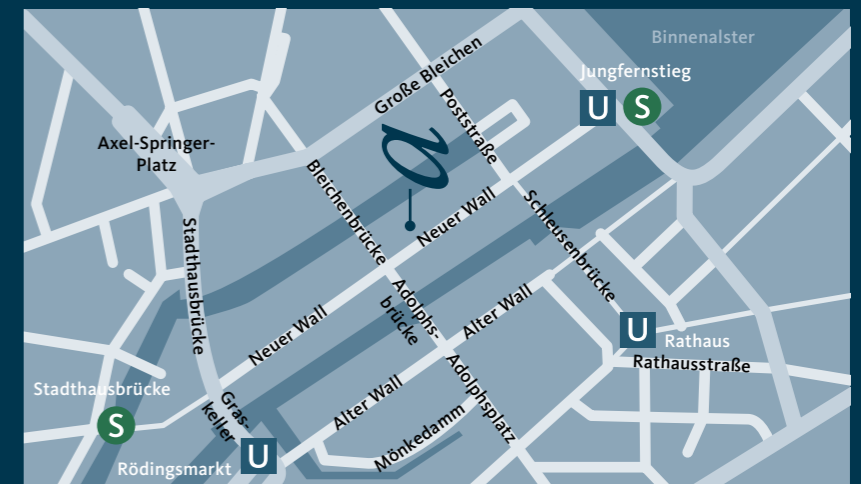 Binnenalster
Große Bleichen
Jungfernstieg
U S
Poststraße
Axel-Springer-
Platz
a
Bleichenbrücke
Neuer Wall
Schleusenbrücke
Stadthausbrücke
Adolphs-
brücke
Neuer Wall
Alter Wall
U
Rathaus
Rathausstraße
Stadthausbrücke
S
Gras-
keller
Alter Wall
Adolphsplatz
Mönkedamm
Rödingsmarkt U